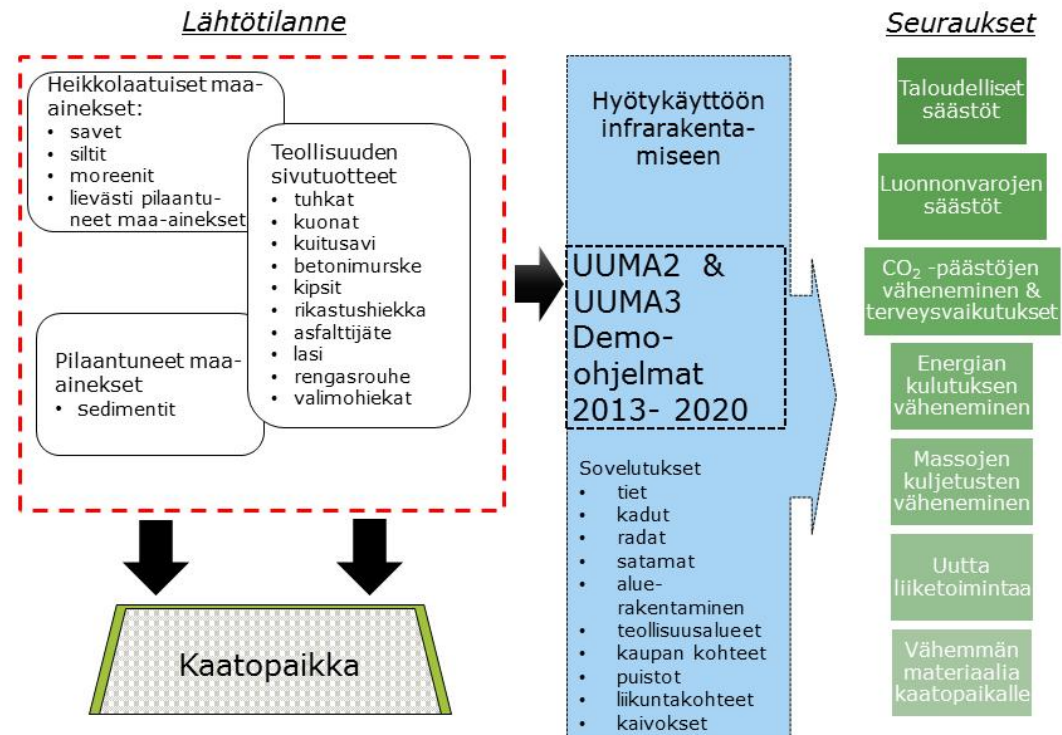 Lähtötilanne
Heikkolaatuiset maa-
ainekset:
• savet
• siltit
• moreenit
• lievästi pilaantu-
neet maa-ainekset
Teollisuuden
sivutuotteet
• tuhkat
• kuonat
• kuitusavi
• betonimurske
• kipsit
• rikastushiekka
• asfalttijäte
• lasi
• rengasrouhe
• valimohiekat
Pilaantuneet maa-
ainekset
• sedimentit
Kaatopaikka
Hyötykäyttöön
infrarakenta-
miseen
UUMA2 &
UUMA3
Demo-
ohjelmat
2013- 2020
Sovelutukset
• tiet
• kadut
• radat
• satamat
• alue-
rakentaminen
• teollisuusalueet
• kaupan kohteet
• puistot
• liikuntakohteet
• kaivokset
Seuraukset
Taloudelliset
säästöt
Luonnonvarojen
säästöt
CO₂ -päästöjen
väheneminen &
terveysvaikutukset
Energian
kulutuksen
väheneminen
Massojen
kuljetusten
väheneminen
Uutta
liiketoimintaa
Vähemmän
materiaalia
kaatopaikalle